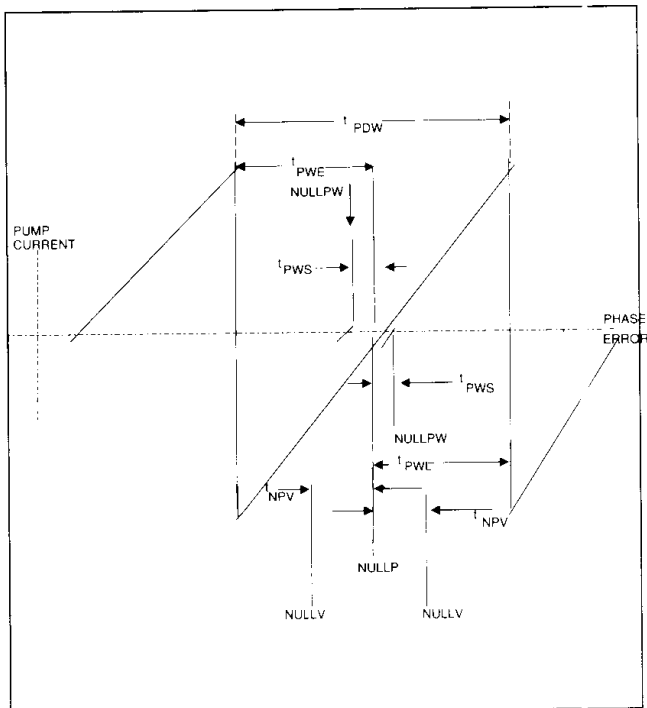 t PDW
t PWE
NULLPW
PUMP
CURRENT
t PWS
PHASE
ERROR
t PWS
NULLPW
t PWE
t NPV
t NPV
NULLP
NULLV
NULLV